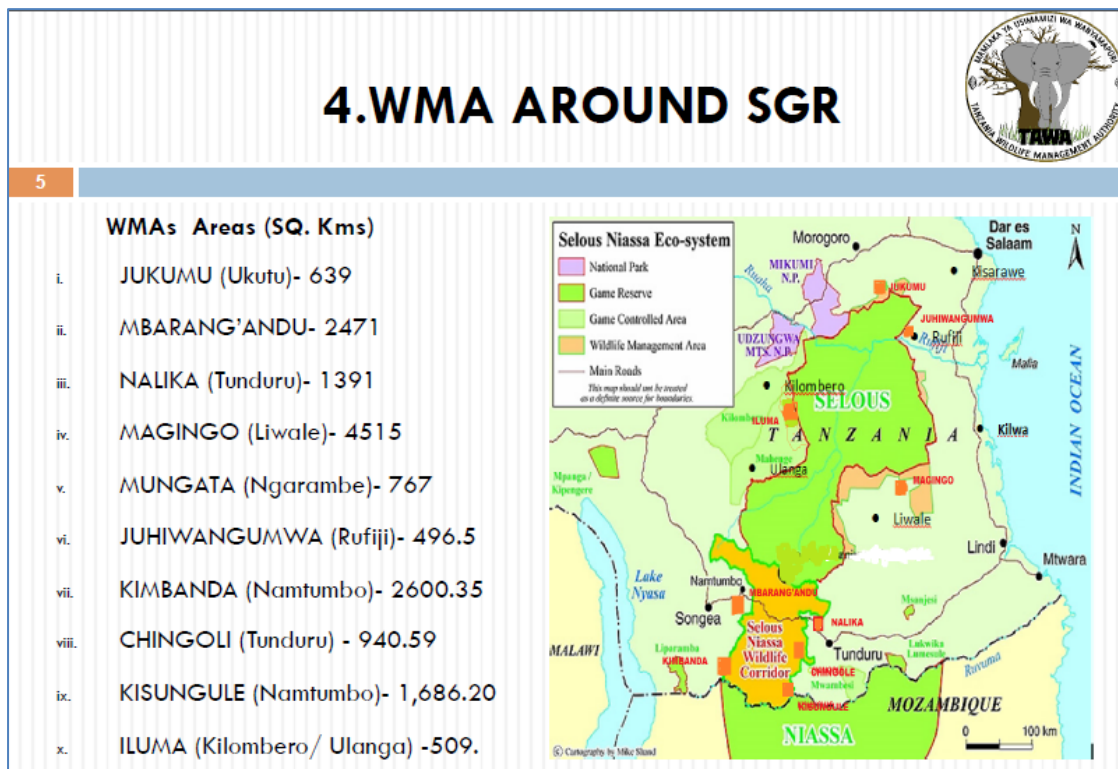 4.WMA AROUND SGR
MAMLAKA YA USIMAMIZI WA WANYAMAPORI
TAWA
TANZANIA WILDLIFE MANAGEMENT AUTHORITY
5
WMAs Areas (SQ. Kms)
i. JUKUMU (Ukutu)- 639
ii. MBARANG’ANDU- 2471
iii. NALIKA (Tunduru)- 1391
iv. MAGINGO (Liwale)- 4515
v. MUNGATA (Ngarambe)- 767
vi. JUHIWANGUMWA (Rufiji)- 496.5
vii. KIMBANDA (Namtumbo)- 2600.35
viii. CHINGOLI (Tunduru) - 940.59
ix. KISUNGULE (Namtumbo)- 1,686.20
x. ILUMA (Kilombero/ Ulanga) -509.
Selous Niassa Eco-system
National Park
Game Reserve
Game Controlled Area
Wildlife Management Area
Main Roads
This map should not be treated
as a definite source for boundaries.
Morogoro
Dar es
Salaam
N
Kisarawe
MIKUMI
N.P.
Ruaha
JUKUMU
JUHIWANGUMWA
Rufiji
UDZUNGWA
MTS. N.P.
Mafia
Kilombero
SELOUS
ILUMA
TANZANIA
Kilwa
INDIAN OCEAN
Mahenge
Ulanga
Mpanga /
Kipengere
MAGINGO
Liwale
Lindi
Mtwara
Lake
Nyasa
Namtumbo
MBARANG'ANDU
Songea
Msanjesi
NALIKA
Selous
Niassa
Wildlife
Corridor
Tunduru
Lukwika
Lumesule
Ruvuma
MALAWI
Liparamba
KIMBANDA
CHINGOLE
Mwambesi
KISUNGULE
MOZAMBIQUE
NIASSA
0 100 km
© Cartography by Mike Shand